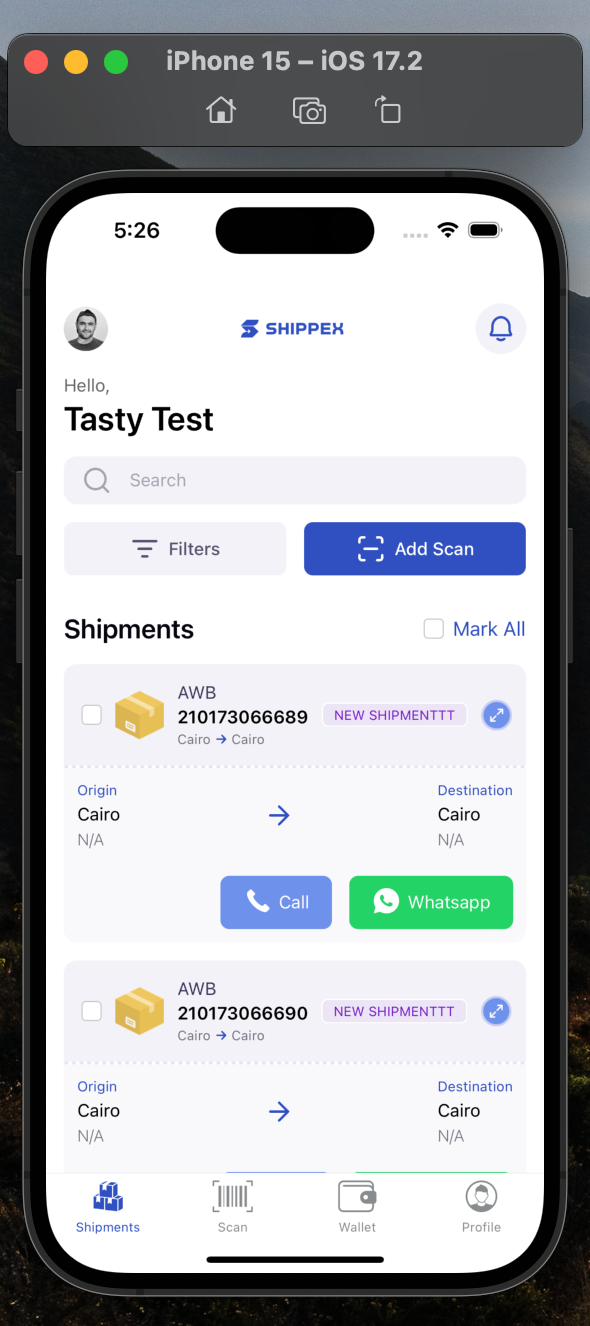 iPhone 15 – iOS 17.2
5:26
SHIPPEX
Hello,
Tasty Test
Search
Filters
Add Scan
Shipments
Mark All
AWB
210173066689
NEW SHIPMENTTT
Cairo → Cairo
Origin
Destination
Cairo
→
Cairo
N/A
N/A
Call
Whatsapp
AWB
210173066690
NEW SHIPMENTTT
Cairo → Cairo
Origin
Destination
Cairo
→
Cairo
N/A
N/A
Shipments
Scan
Wallet
Profile